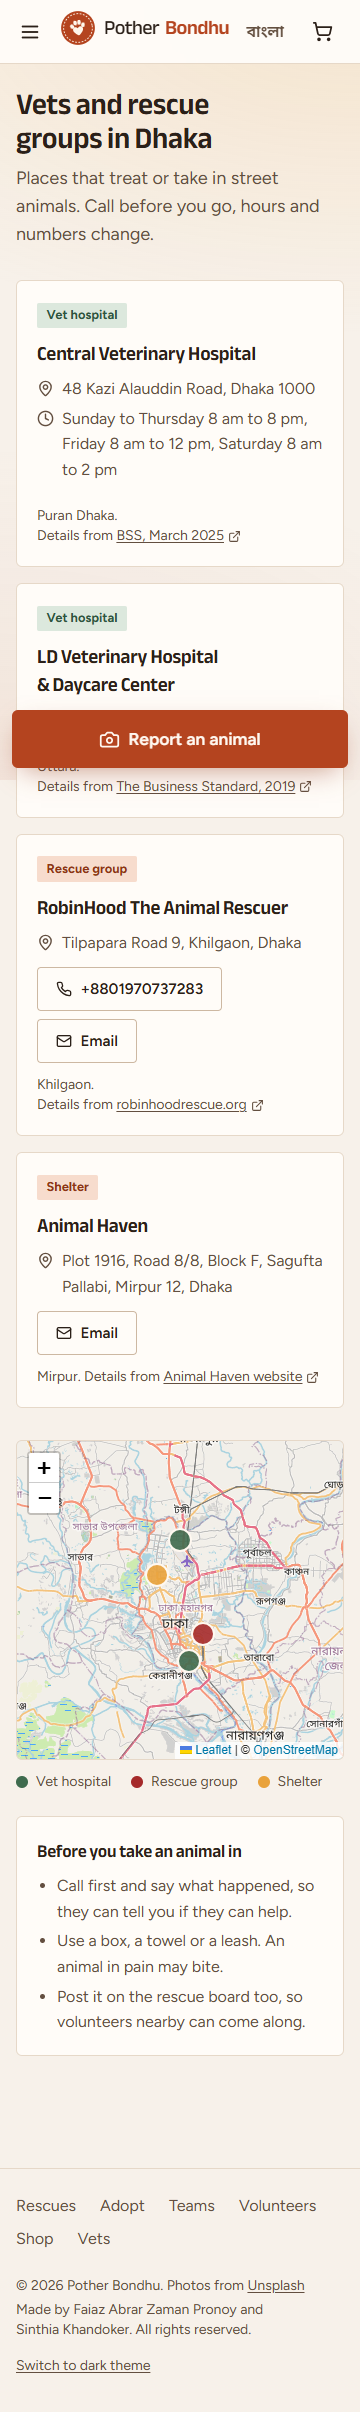 Pother Bondhu
বাংলা
Vets and rescue
groups in Dhaka
Places that treat or take in street
animals. Call before you go, hours and
numbers change.
Vet hospital
Central Veterinary Hospital
48 Kazi Alauddin Road, Dhaka 1000
Sunday to Thursday 8 am to 8 pm,
Friday 8 am to 12 pm, Saturday 8 am
to 2 pm
Puran Dhaka.
Details from BSS, March 2025
Vet hospital
LD Veterinary Hospital
& Daycare Center
Report an animal
Uttara.
Details from The Business Standard, 2019
Rescue group
RobinHood The Animal Rescuer
Tilpapara Road 9, Khilgaon, Dhaka
+8801970737283
Email
Khilgaon.
Details from robinhoodrescue.org
Shelter
Animal Haven
Plot 1916, Road 8/8, Block F, Sagufta
Pallabi, Mirpur 12, Dhaka
Email
Mirpur. Details from Animal Haven website
+
−
টঙ্গী
সাভার উপজেলা
সাভার
পূর্বাচল
কাঞ্চন
রূপগঞ্জ
ঢাকা মহানগর
ঢাকা
তারাবো
কেরানীগঞ্জ
নারায়ণগঞ্জ
Leaflet | © OpenStreetMap
Vet hospital
Rescue group
Shelter
Before you take an animal in
• Call first and say what happened, so
they can tell you if they can help.
• Use a box, a towel or a leash. An
animal in pain may bite.
• Post it on the rescue board too, so
volunteers nearby can come along.
Rescues Adopt Teams Volunteers
Shop Vets
© 2026 Pother Bondhu. Photos from Unsplash
Made by Faiaz Abrar Zaman Pronoy and
Sinthia Khandoker. All rights reserved.
Switch to dark theme